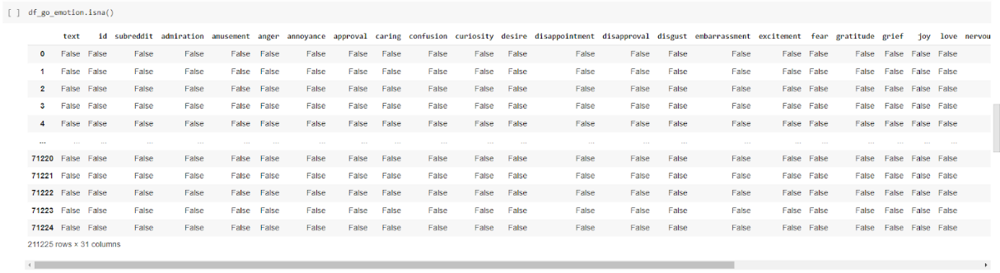 [ ] df_go_emotion.isna()
text id subreddit admiration amusement anger annoyance approval caring confusion curiosity desire disappointment disapproval disgust embarrassment excitement fear gratitude grief joy love nervou
0 False False False False False False False False False False False False False False False False False False False False False False
1 False False False False False False False False False False False False False False False False False False False False False False
2 False False False False False False False False False False False False False False False False False False False False False False
3 False False False False False False False False False False False False False False False False False False False False False False
4 False False False False False False False False False False False False False False False False False False False False False False
... ... ... ... ... ... ... ... ... ... ... ... ... ... ... ... ... ... ... ... ... ... ...
71220 False False False False False False False False False False False False False False False False False False False False False False
71221 False False False False False False False False False False False False False False False False False False False False False False
71222 False False False False False False False False False False False False False False False False False False False False False False
71223 False False False False False False False False False False False False False False False False False False False False False False
71224 False False False False False False False False False False False False False False False False False False False False False False
211225 rows × 31 columns